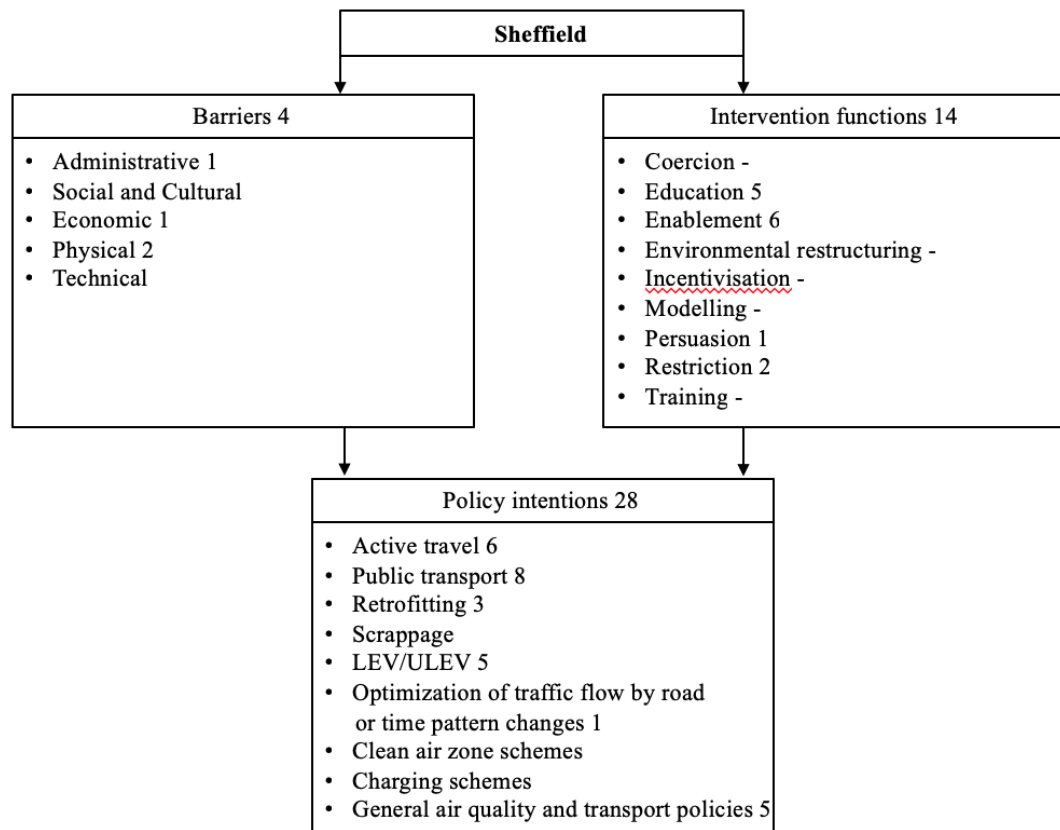 Sheffield
Barriers 4
• Administrative 1
• Social and Cultural
• Economic 1
• Physical 2
• Technical
Intervention functions 14
• Coercion -
• Education 5
• Enablement 6
• Environmental restructuring -
• Incentivisation -
• Modelling -
• Persuasion 1
• Restriction 2
• Training -
Policy intentions 28
• Active travel 6
• Public transport 8
• Retrofitting 3
• Scrappage
• LEV/ULEV 5
• Optimization of traffic flow by road
or time pattern changes 1
• Clean air zone schemes
• Charging schemes
• General air quality and transport policies 5